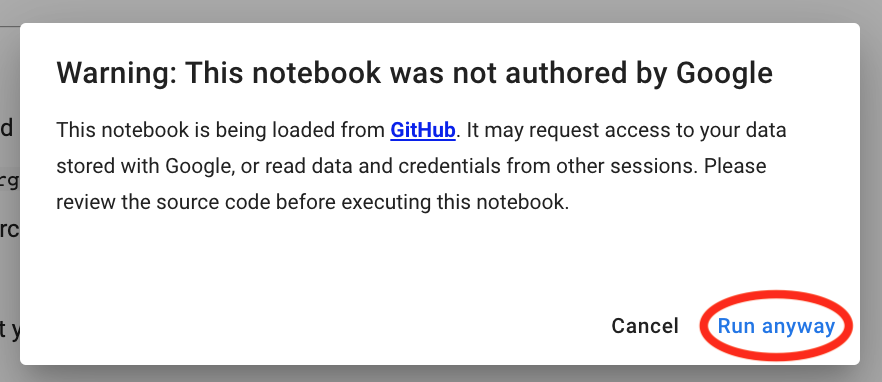 Warning: This notebook was not authored by Google
This notebook is being loaded from GitHub. It may request access to your data
d
stored with Google, or read data and credentials from other sessions. Please
rg
review the source code before executing this notebook.
rc
Cancel Run anyway
t y